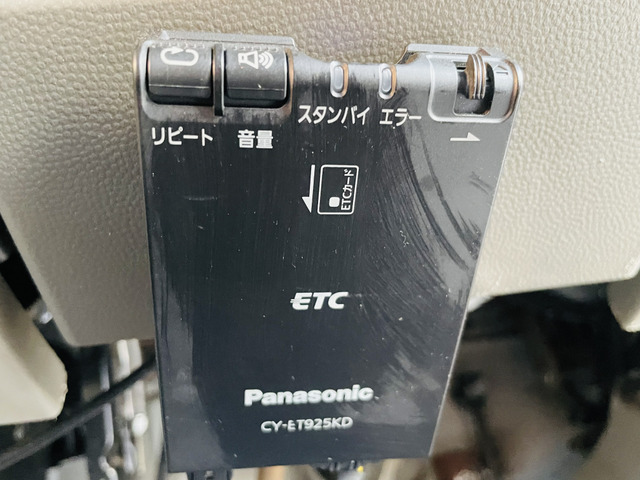 リピート 音量 スタンバイ エラー
ETCカード
ETC
Panasonic
CY-ET925KD